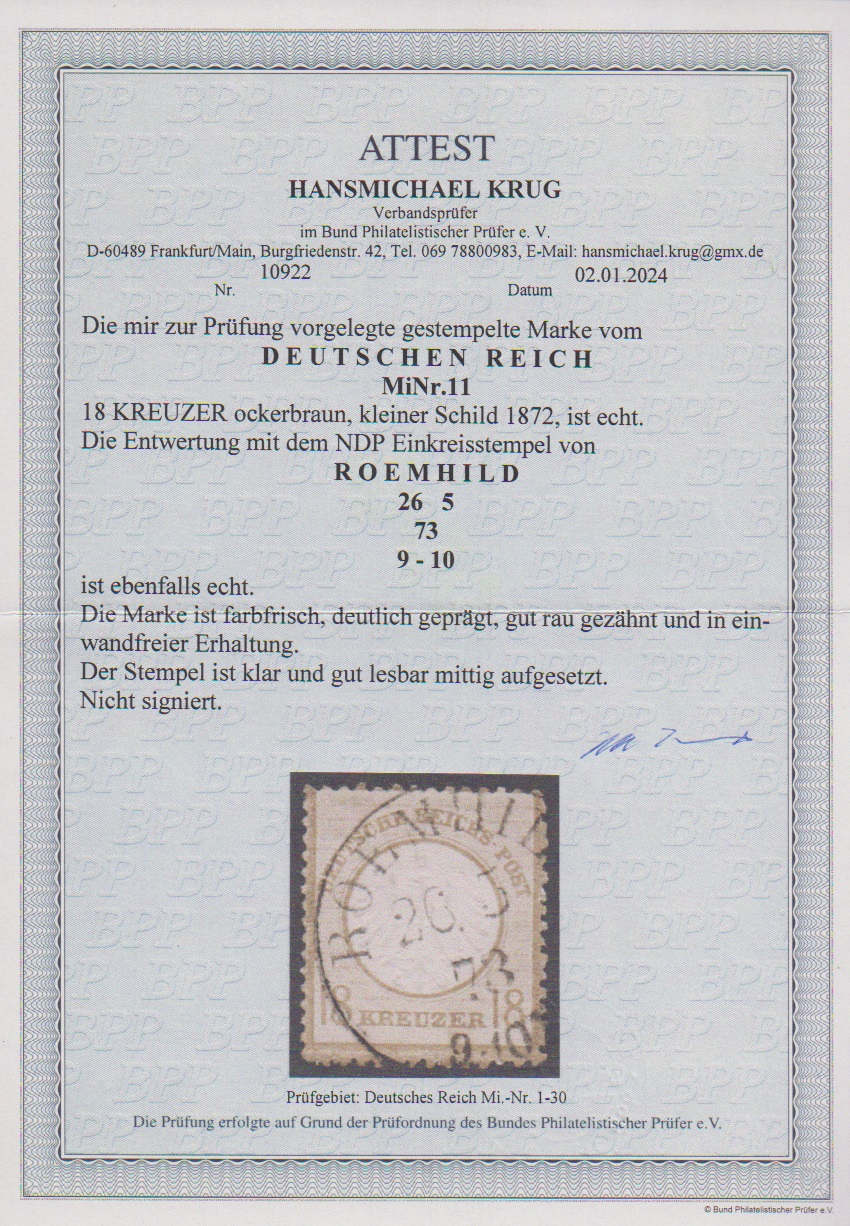 ATTEST
HANSMICHAEL KRUG
Verbandsprüfer
im Bund Philatelistischer Prüfer e. V.
D-60489 Frankfurt/Main, Burgfriedenstr. 42, Tel. 069 78800983, E-Mail: hansmichael.krug@gmx.de
10922 02.01.2024
Nr. Datum
Die mir zur Prüfung vorgelegte gestempelte Marke vom
DEUTSCHEN REICH
MiNr.11
18 KREUZER ockerbraun, kleiner Schild 1872, ist echt.
Die Entwertung mit dem NDP Einkreisstempel von
ROEMHILD
26 5
73
9 - 10
ist ebenfalls echt.
Die Marke ist farbfrisch, deutlich geprägt, gut rau gezähnt und in ein-
wandfreier Erhaltung.
Der Stempel ist klar und gut lesbar mittig aufgesetzt.
Nicht signiert.
DEUTSCHE REICHS-POST
26.
73
18 KREUZER 18
9-10
Prüfgebiet: Deutsches Reich Mi.-Nr. 1-30
Die Prüfung erfolgte auf Grund der Prüfordnung des Bundes Philatelistischer Prüfer e.V.
© Bund Philatelistischer Prüfer e.V.